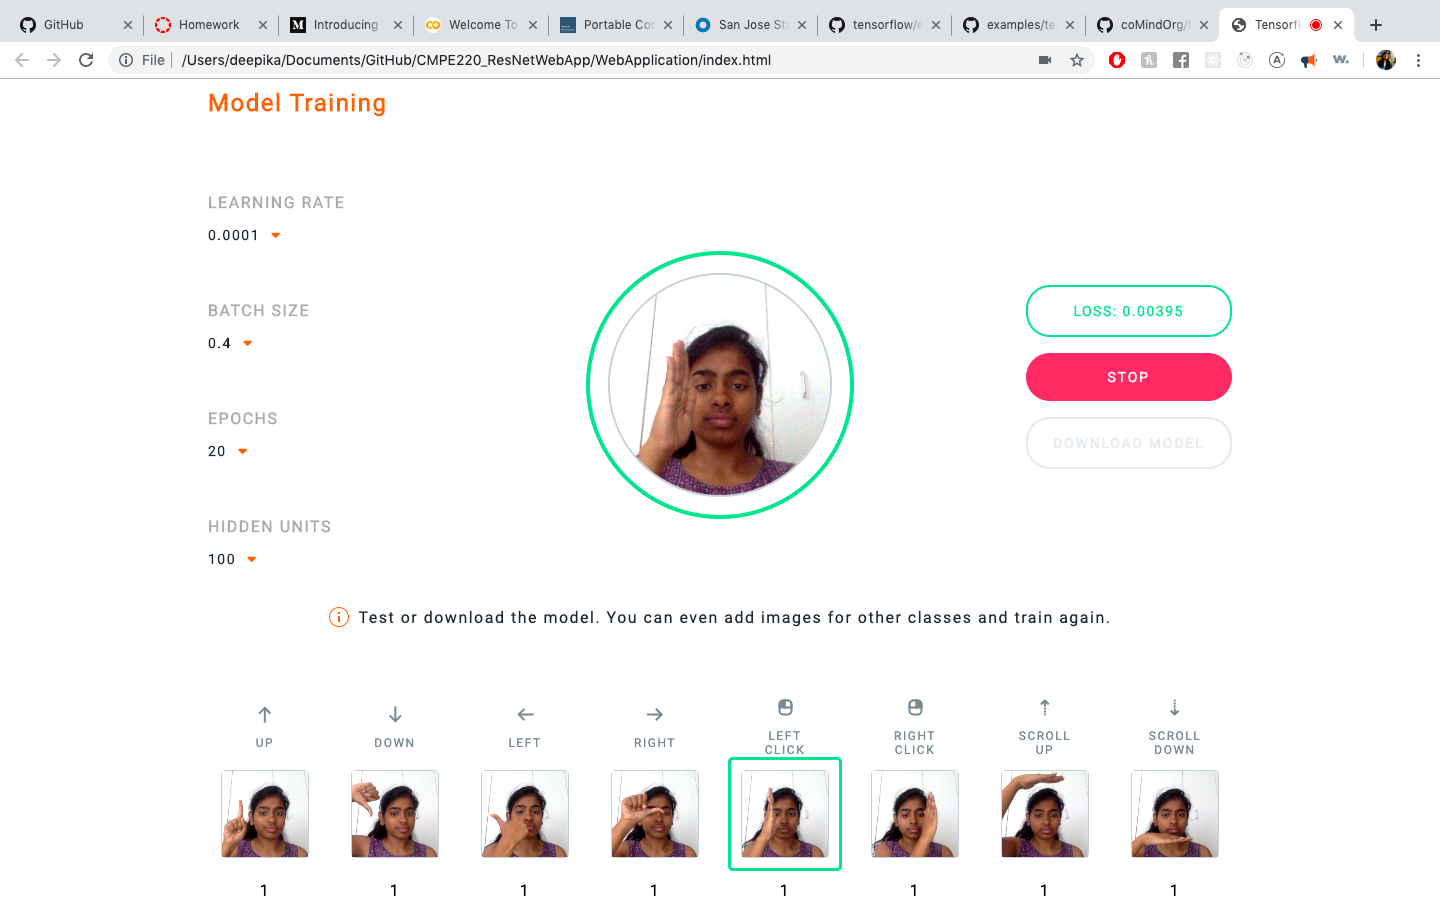 GitHub
Homework
Introducing
Welcome To
Portable Cor
San Jose Sta
tensorflow/e
examples/te
coMindOrg/
Tensorfl
File
/Users/deepika/Documents/GitHub/CMPE220_ResNetWebApp/WebApplication/index.html
Model Training
LEARNING RATE
0.0001
BATCH SIZE
0.4
EPOCHS
20
HIDDEN UNITS
100
LOSS: 0.00395
STOP
DOWNLOAD MODEL
Test or download the model. You can even add images for other classes and train again.
UP
DOWN
LEFT
RIGHT
LEFT
CLICK
RIGHT
CLICK
SCROLL
UP
SCROLL
DOWN
1
1
1
1
1
1
1
1